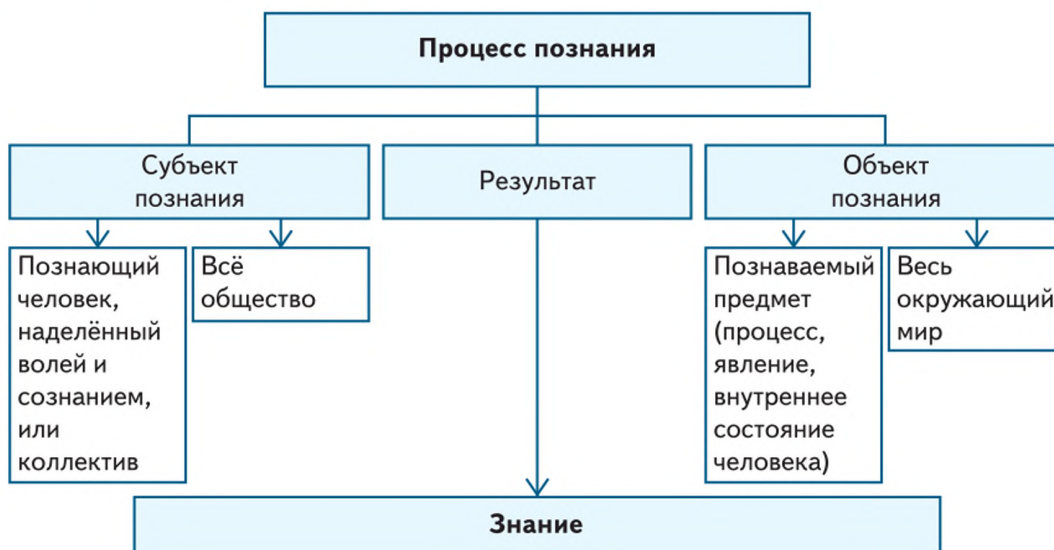 Процесс познания
Субъект
познания
Результат
Объект
познания
Познающий
человек,
наделённый
волей и
сознанием,
или
коллектив
Всё
общество
Познаваемый
предмет
(процесс,
явление,
внутреннее
состояние
человека)
Весь
окружающий
мир
Знание